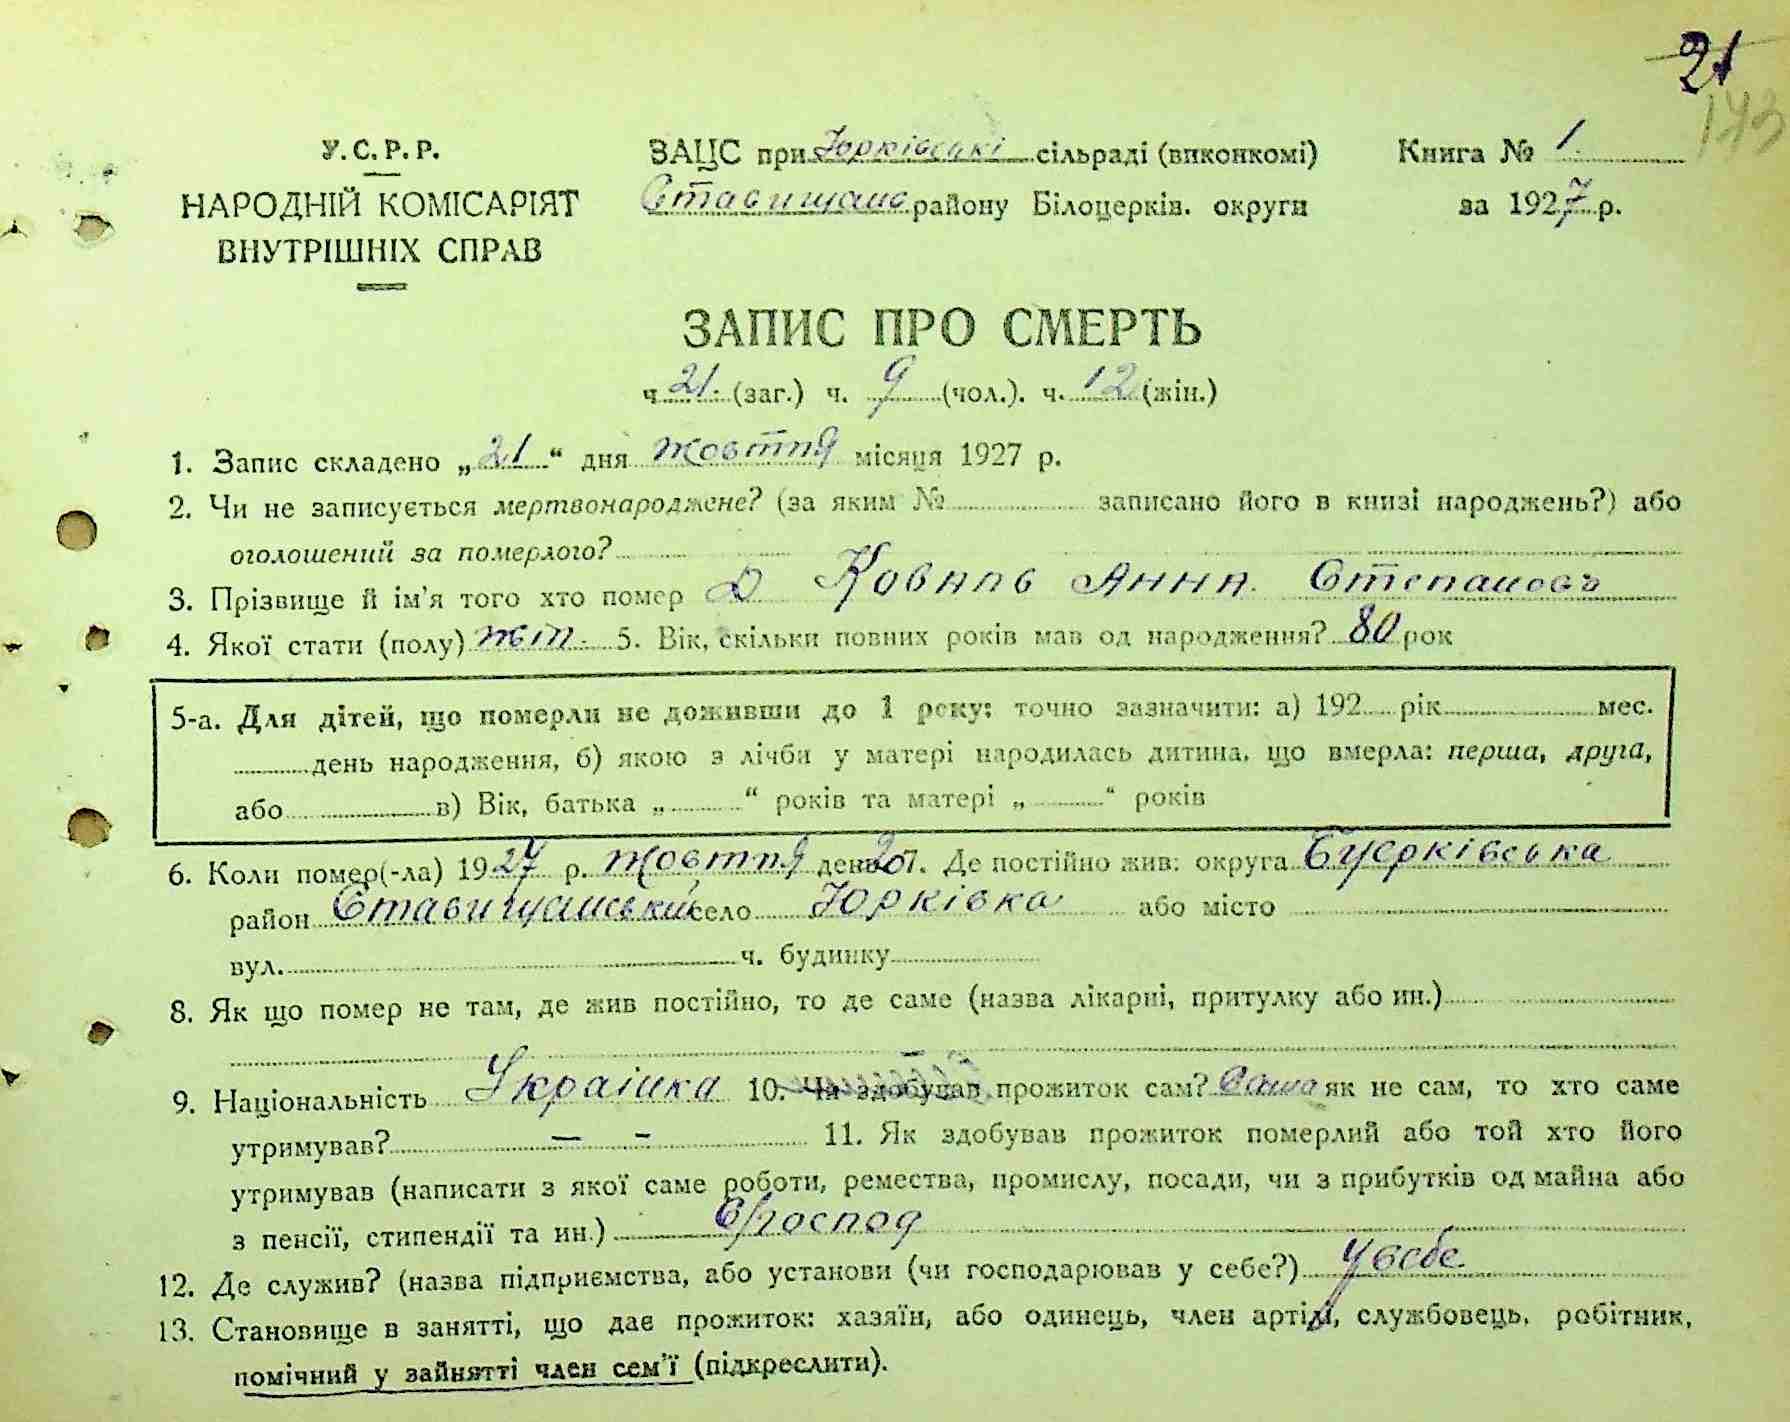 21
143
У.С.Р.Р.
НАРОДНІЙ КОМІСАРІЯТ
ВНУТРІШНІХ СПРАВ
ЗАЦС при Юрківські сільраді (виконкомі)
Ставищанс району Білоцерків. округи
Книга № 1
за 1927 р.
ЗАПИС ПРО СМЕРТЬ
ч 21. (заг.) ч. 9 (чол.). ч. 12 (жін.)
1. Запис складено „21“ дня жовтня місяця 1927 р.
2. Чи не записується мертвонароджене? (за яким № записано його в книзі народжень?) або
оголошений за померлого?
3. Прізвище й ім'я того хто помер Коваль Анна Степановъ
4. Якої стати (полу) жін. 5. Вік, скільки повних років мав од народження? 80 рок
5-а. Для дітей, що померли не доживши до 1 року: точно зазначити: а) 192 рік мес.
день народження, б) якою з лічби у матері народилась дитина, що вмерла: перша, друга,
або в) Вік, батька „ “ років та матері „ “ років
6. Коли помер(-ла) 1927 р. жовтня день 20 7. Де постійно жив: округа Бцерківська
район Ставищанський село Юрківка або місто
вул. ч. будинку
8. Як що помер не там, де жив постійно, то де саме (назва лікарні, притулку або ин.)
9. Національність Украінка 10. Чи здобував прожиток сам? Сама як не сам, то хто саме
утримував? — - 11. Як здобував прожиток померлий або той хто його
утримував (написати з якої саме роботи, ремества, промислу, посади, чи з прибутків од майна або
з пенсії, стипендії та ин.)
12. Де служив? (назва підприємства, або установи (чи господарював у себе?) У себе.
13. Становище в занятті, що дає прожиток: хазяїн, або одинець, член артілі, службовець, робітник,
помічний у зайнятті член сем'ї (підкреслити).